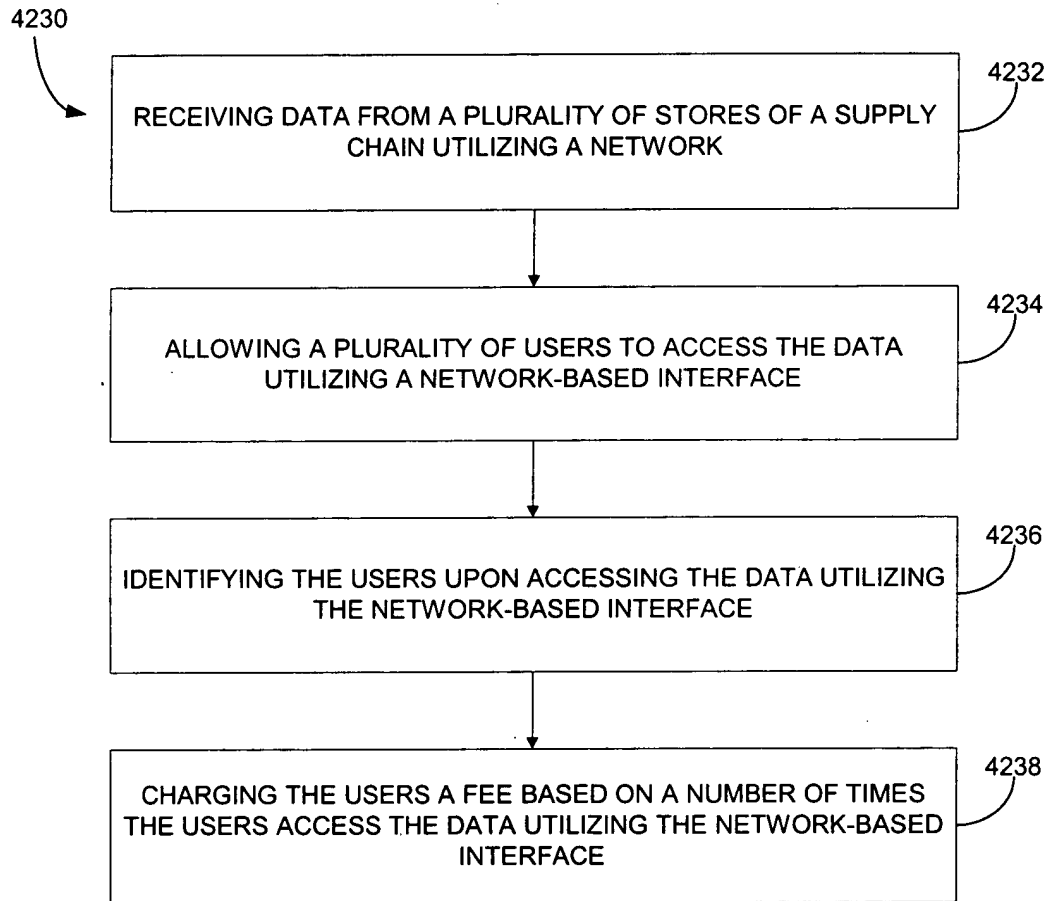 4230
4232
RECEIVING DATA FROM A PLURALITY OF STORES OF A SUPPLY
CHAIN UTILIZING A NETWORK
4234
ALLOWING A PLURALITY OF USERS TO ACCESS THE DATA
UTILIZING A NETWORK-BASED INTERFACE
4236
IDENTIFYING THE USERS UPON ACCESSING THE DATA UTILIZING
THE NETWORK-BASED INTERFACE
4238
CHARGING THE USERS A FEE BASED ON A NUMBER OF TIMES
THE USERS ACCESS THE DATA UTILIZING THE NETWORK-BASED
INTERFACE